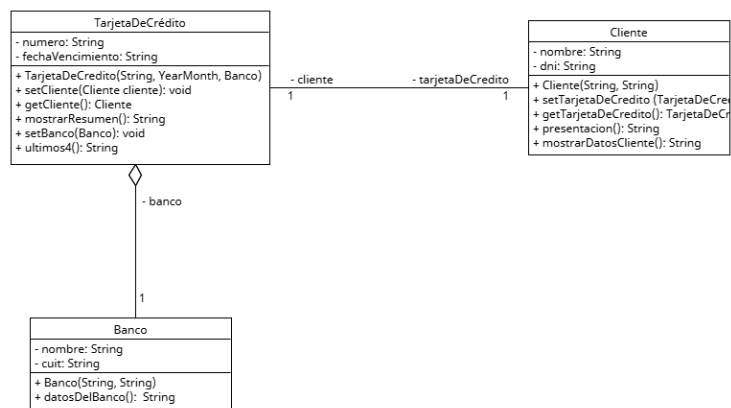 TarjetaDeCrédito
- numero: String
- fechaVencimiento: String
+ TarjetaDeCredito(String, YearMonth, Banco)
+ setCliente(Cliente cliente): void
+ getCliente(): Cliente
+ mostrarResumen(): String
+ setBanco(Banco): void
+ ultimos4(): String
- cliente
1
- tarjetaDeCredito
1
Cliente
- nombre: String
- dni: String
+ Cliente(String, String)
+ setTarjetaDeCredito (TarjetaDeCre
+ getTarjetaDeCredito(): TarjetaDeCr
+ presentacion(): String
+ mostrarDatosCliente(): String
- banco
1
Banco
- nombre: String
- cuit: String
+ Banco(String, String)
+ datosDelBanco(): String